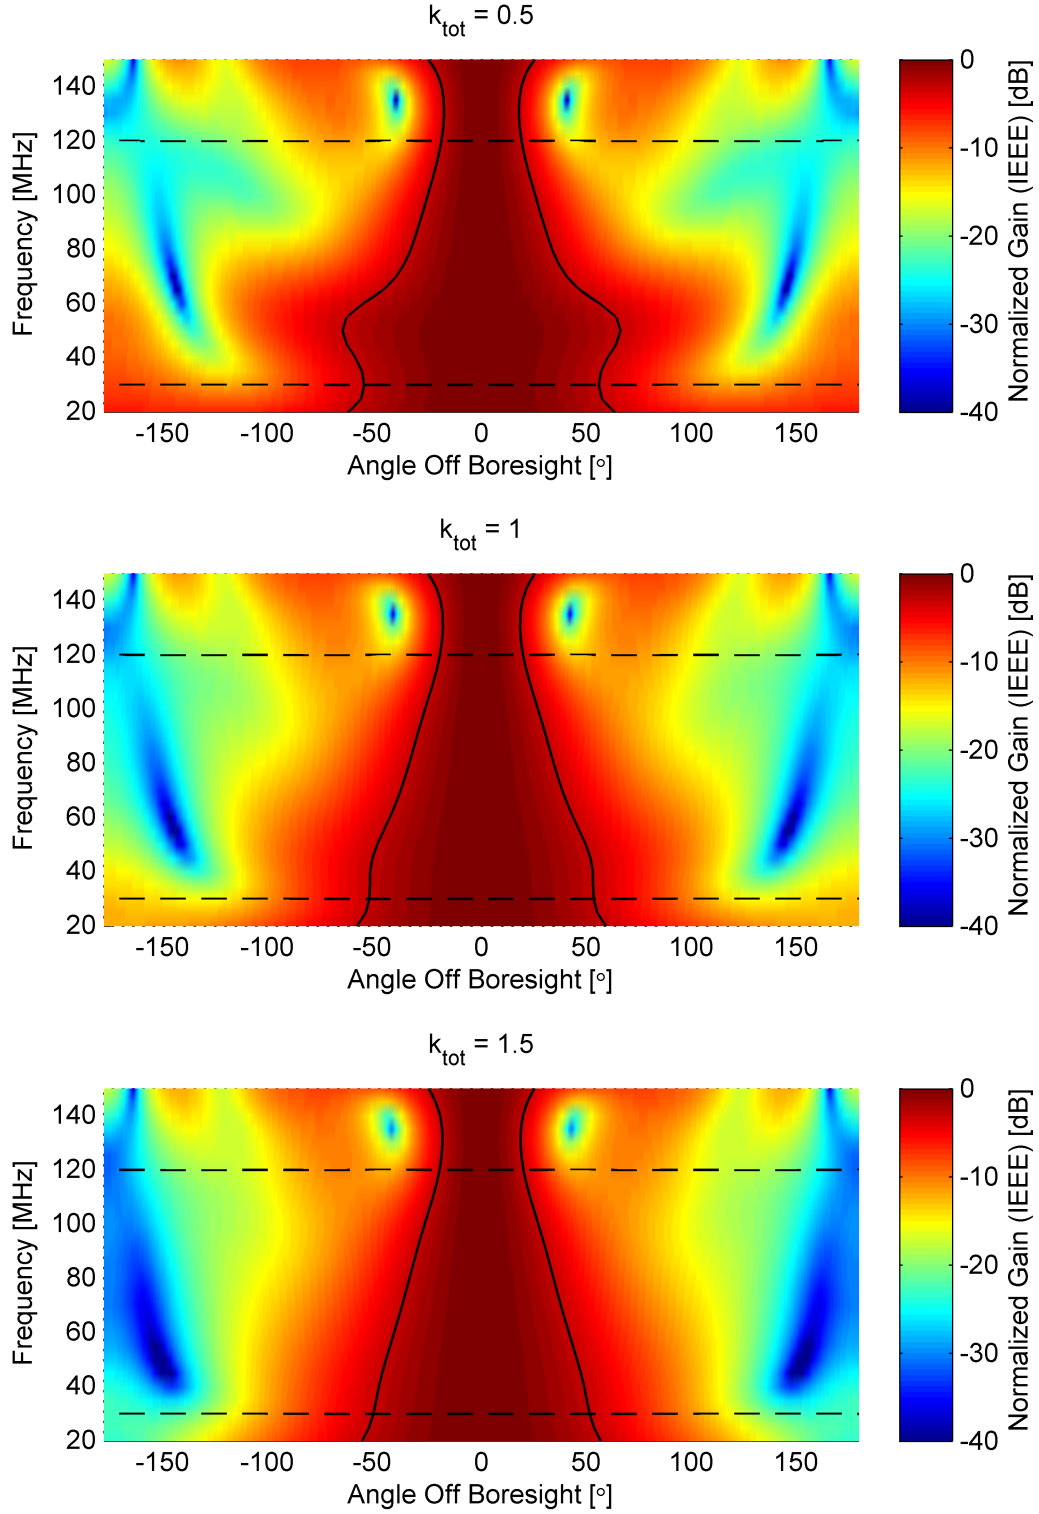 k_tot = 0.5
140
120
100
80
60
40
20
Frequency [MHz]
-150 -100 -50 0 50 100 150
Angle Off Boresight [°]
0
-10
-20
-30
-40
Normalized Gain (IEEE) [dB]
k_tot = 1
140
120
100
80
60
40
20
Frequency [MHz]
-150 -100 -50 0 50 100 150
Angle Off Boresight [°]
0
-10
-20
-30
-40
Normalized Gain (IEEE) [dB]
k_tot = 1.5
140
120
100
80
60
40
20
Frequency [MHz]
-150 -100 -50 0 50 100 150
Angle Off Boresight [°]
0
-10
-20
-30
-40
Normalized Gain (IEEE) [dB]